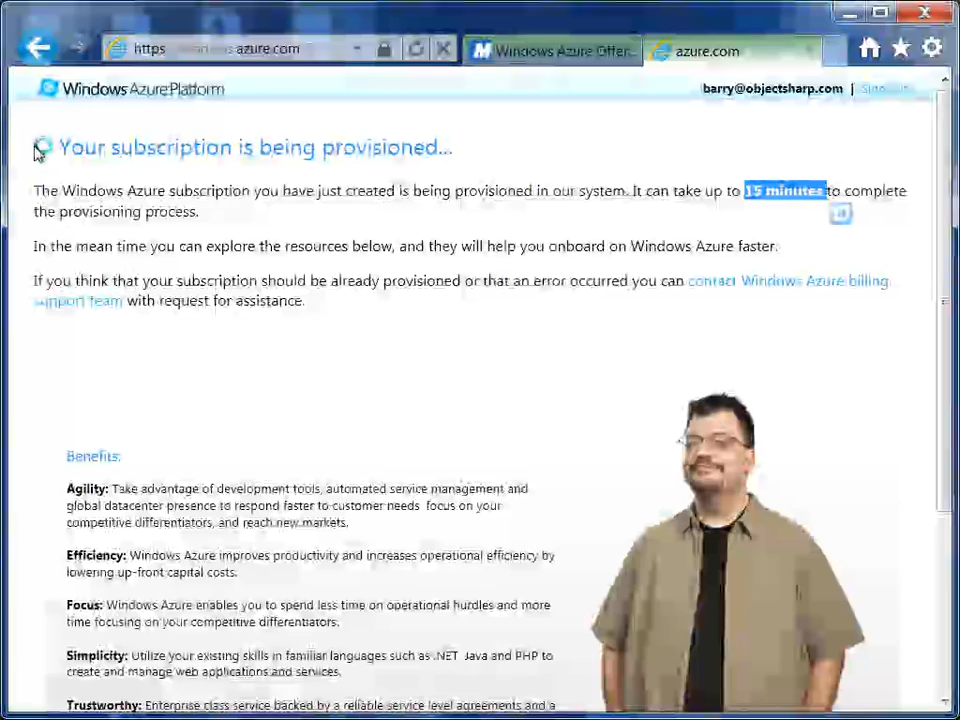 https windows.azure.com
Windows Azure Offer...
azure.com
Windows Azure Platform
barry@objectsharp.com | Sign out
Your subscription is being provisioned...
The Windows Azure subscription you have just created is being provisioned in our system. It can take up to 15 minutes to complete
the provisioning process.
In the mean time you can explore the resources below, and they will help you onboard on Windows Azure faster.
If you think that your subscription should be already provisioned or that an error occurred you can contact Windows Azure billing
support team with request for assistance.
Benefits:
Agility: Take advantage of development tools, automated service management and
global datacenter presence to respond faster to customer needs focus on your
competitive differentiators, and reach new markets.
Efficiency: Windows Azure improves productivity and increases operational efficiency by
lowering up-front capital costs.
Focus: Windows Azure enables you to spend less time on operational hurdles and more
time focusing on your competitive differentiators.
Simplicity: Utilize your existing skills in familiar languages such as .NET Java and PHP to
create and manage web applications and services.
Trustworthy: Enterprise class service backed by a reliable service level agreements and a